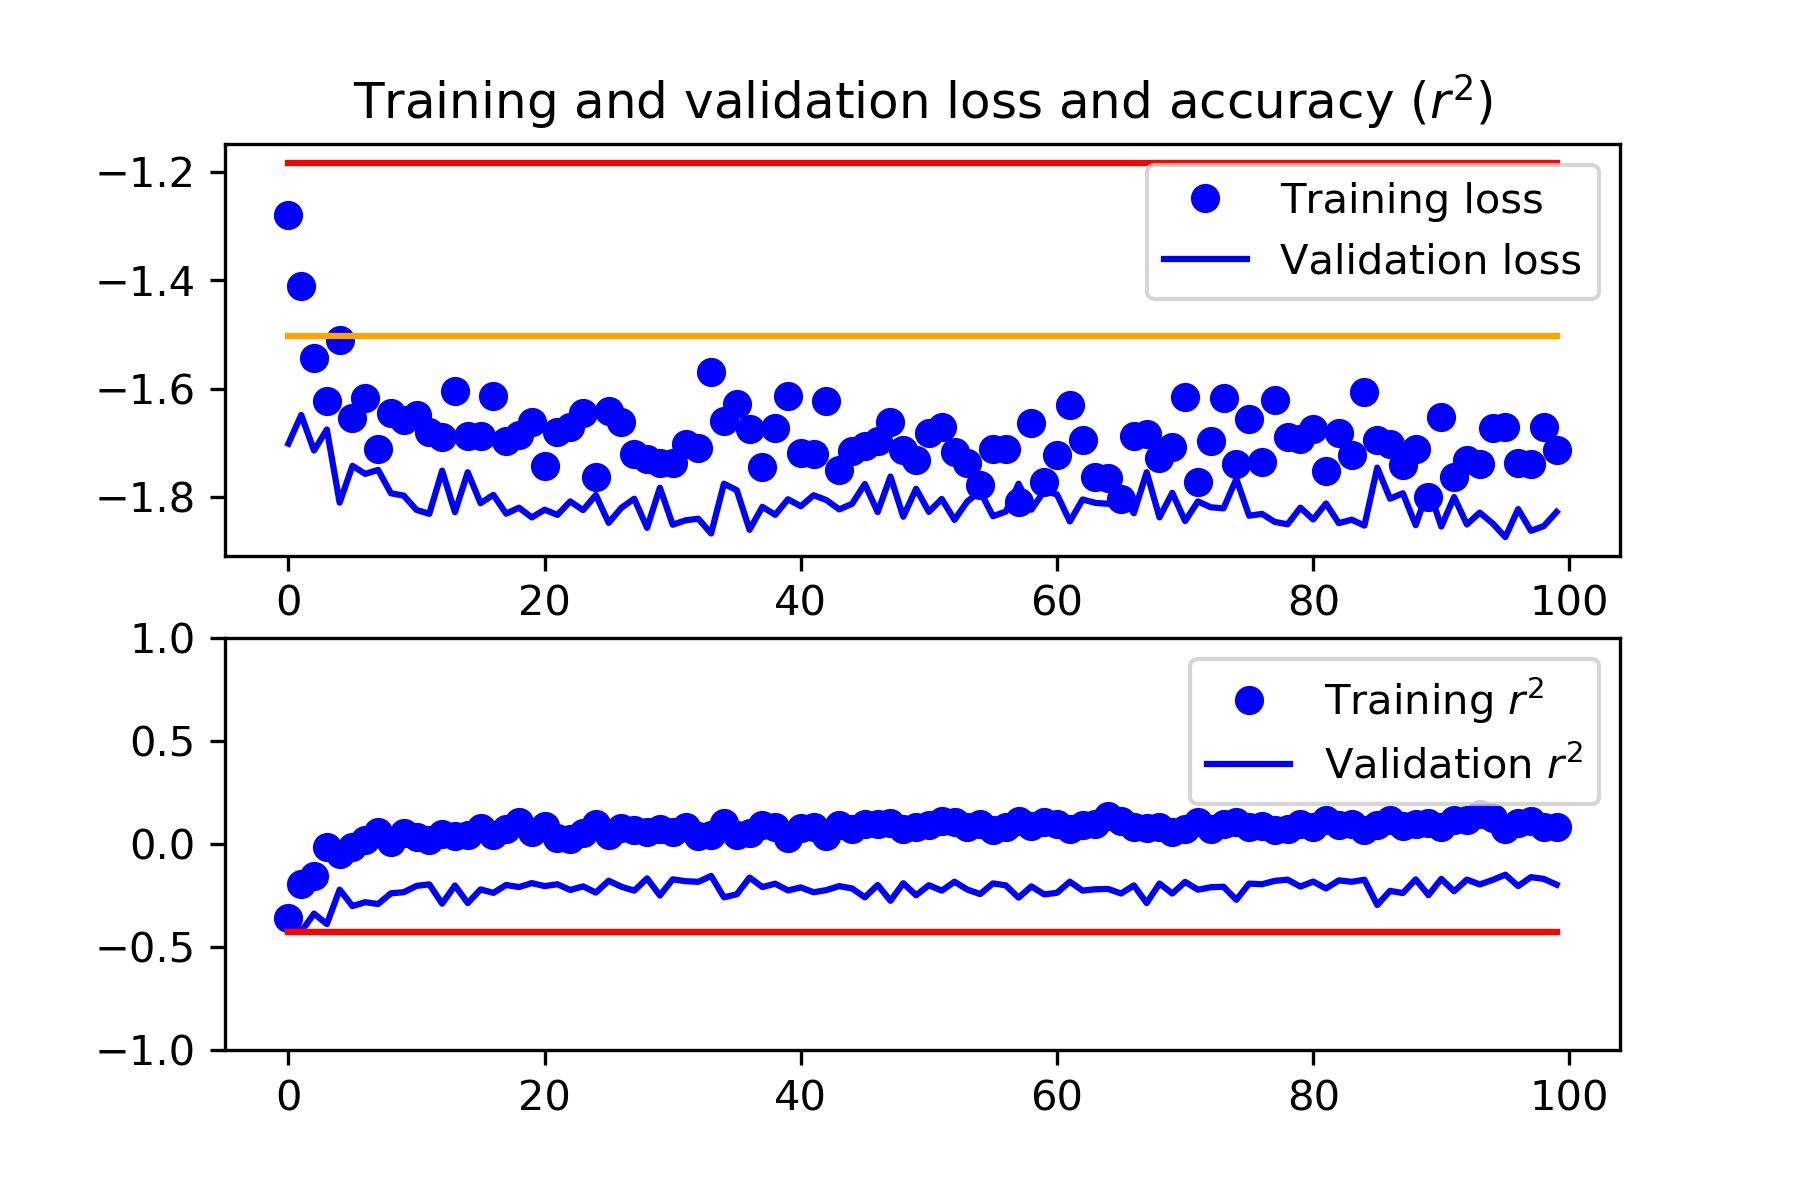 Training and validation loss and accuracy (r²)
−1.2
−1.4
−1.6
−1.8
Training loss
Validation loss
0 20 40 60 80 100
1.0
0.5
0.0
−0.5
−1.0
Training r²
Validation r²
0 20 40 60 80 100